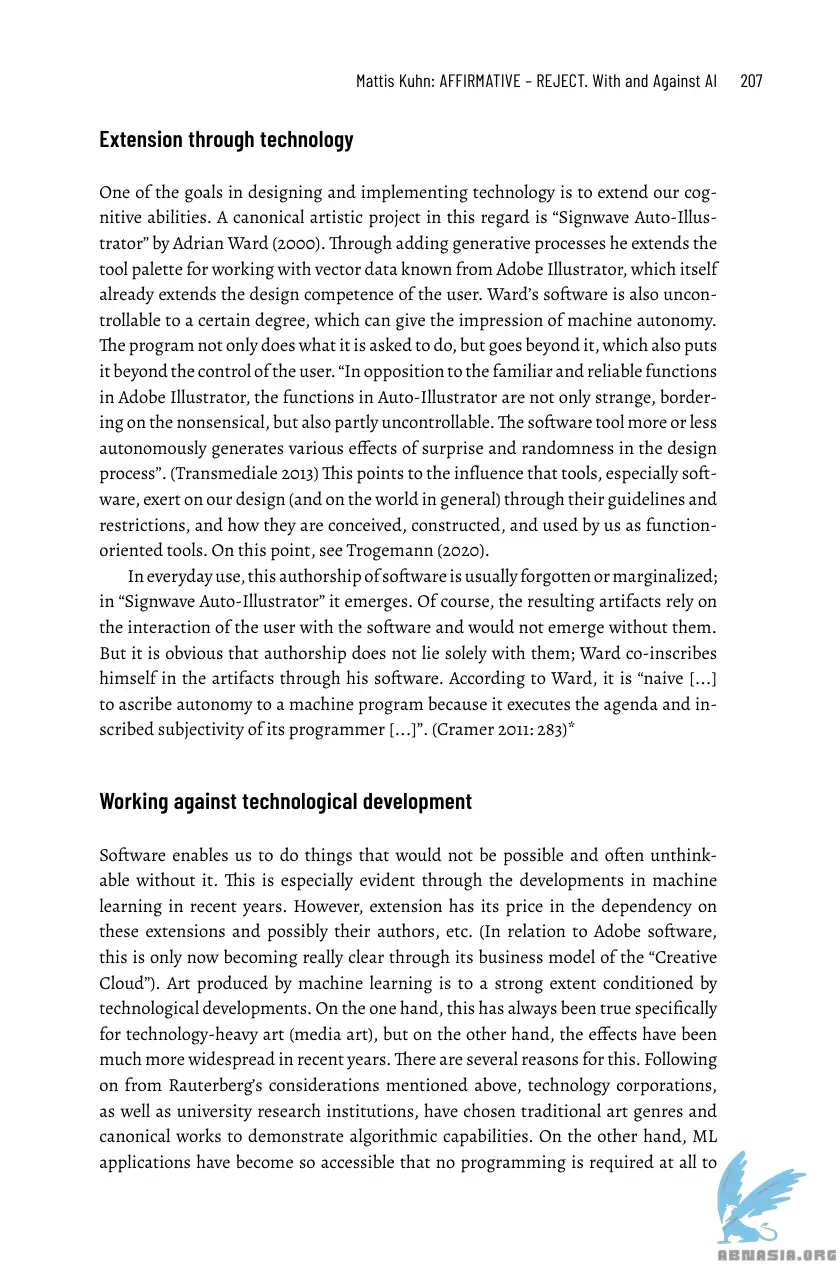 Mattis Kuhn: AFFIRMATIVE – REJECT. With and Against AI 207
Extension through technology
One of the goals in designing and implementing technology is to extend our cog-
nitive abilities. A canonical artistic project in this regard is “Signwave Auto-Illus-
trator” by Adrian Ward (2000). Through adding generative processes he extends the
tool palette for working with vector data known from Adobe Illustrator, which itself
already extends the design competence of the user. Ward’s software is also uncon-
trollable to a certain degree, which can give the impression of machine autonomy.
The program not only does what it is asked to do, but goes beyond it, which also puts
it beyond the control of the user. “In opposition to the familiar and reliable functions
in Adobe Illustrator, the functions in Auto-Illustrator are not only strange, border-
ing on the nonsensical, but also partly uncontrollable. The software tool more or less
autonomously generates various effects of surprise and randomness in the design
process”. (Transmediale 2013) This points to the influence that tools, especially soft-
ware, exert on our design (and on the world in general) through their guidelines and
restrictions, and how they are conceived, constructed, and used by us as function-
oriented tools. On this point, see Trogemann (2020).
In everyday use, this authorship of software is usually forgotten or marginalized;
in “Signwave Auto-Illustrator” it emerges. Of course, the resulting artifacts rely on
the interaction of the user with the software and would not emerge without them.
But it is obvious that authorship does not lie solely with them; Ward co-inscribes
himself in the artifacts through his software. According to Ward, it is “naive [...]
to ascribe autonomy to a machine program because it executes the agenda and in-
scribed subjectivity of its programmer [...]”. (Cramer 2011: 283)*
Working against technological development
Software enables us to do things that would not be possible and often unthink-
able without it. This is especially evident through the developments in machine
learning in recent years. However, extension has its price in the dependency on
these extensions and possibly their authors, etc. (In relation to Adobe software,
this is only now becoming really clear through its business model of the “Creative
Cloud”). Art produced by machine learning is to a strong extent conditioned by
technological developments. On the one hand, this has always been true specifically
for technology-heavy art (media art), but on the other hand, the effects have been
much more widespread in recent years. There are several reasons for this. Following
on from Rauterberg’s considerations mentioned above, technology corporations,
as well as university research institutions, have chosen traditional art genres and
canonical works to demonstrate algorithmic capabilities. On the other hand, ML
applications have become so accessible that no programming is required at all to
ABNASIA.ORG